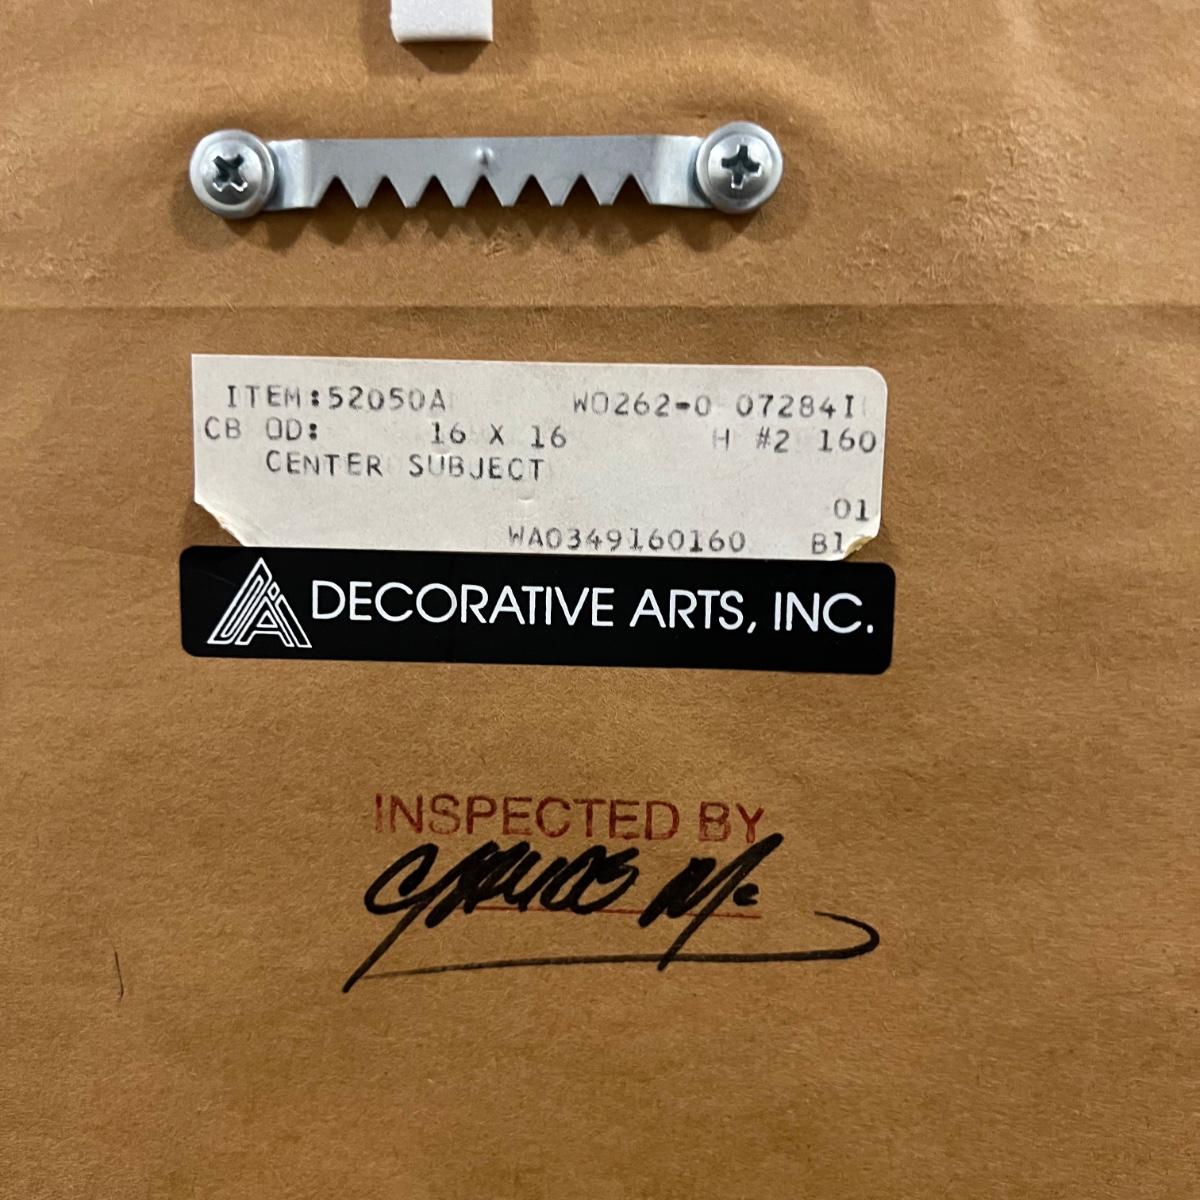 ITEM:52050A WO262-0 07284I
CB OD: 16 X 16 H #2 160
CENTER SUBJECT
01
WA0349160160 B1
DECORATIVE ARTS, INC.
INSPECTED BY